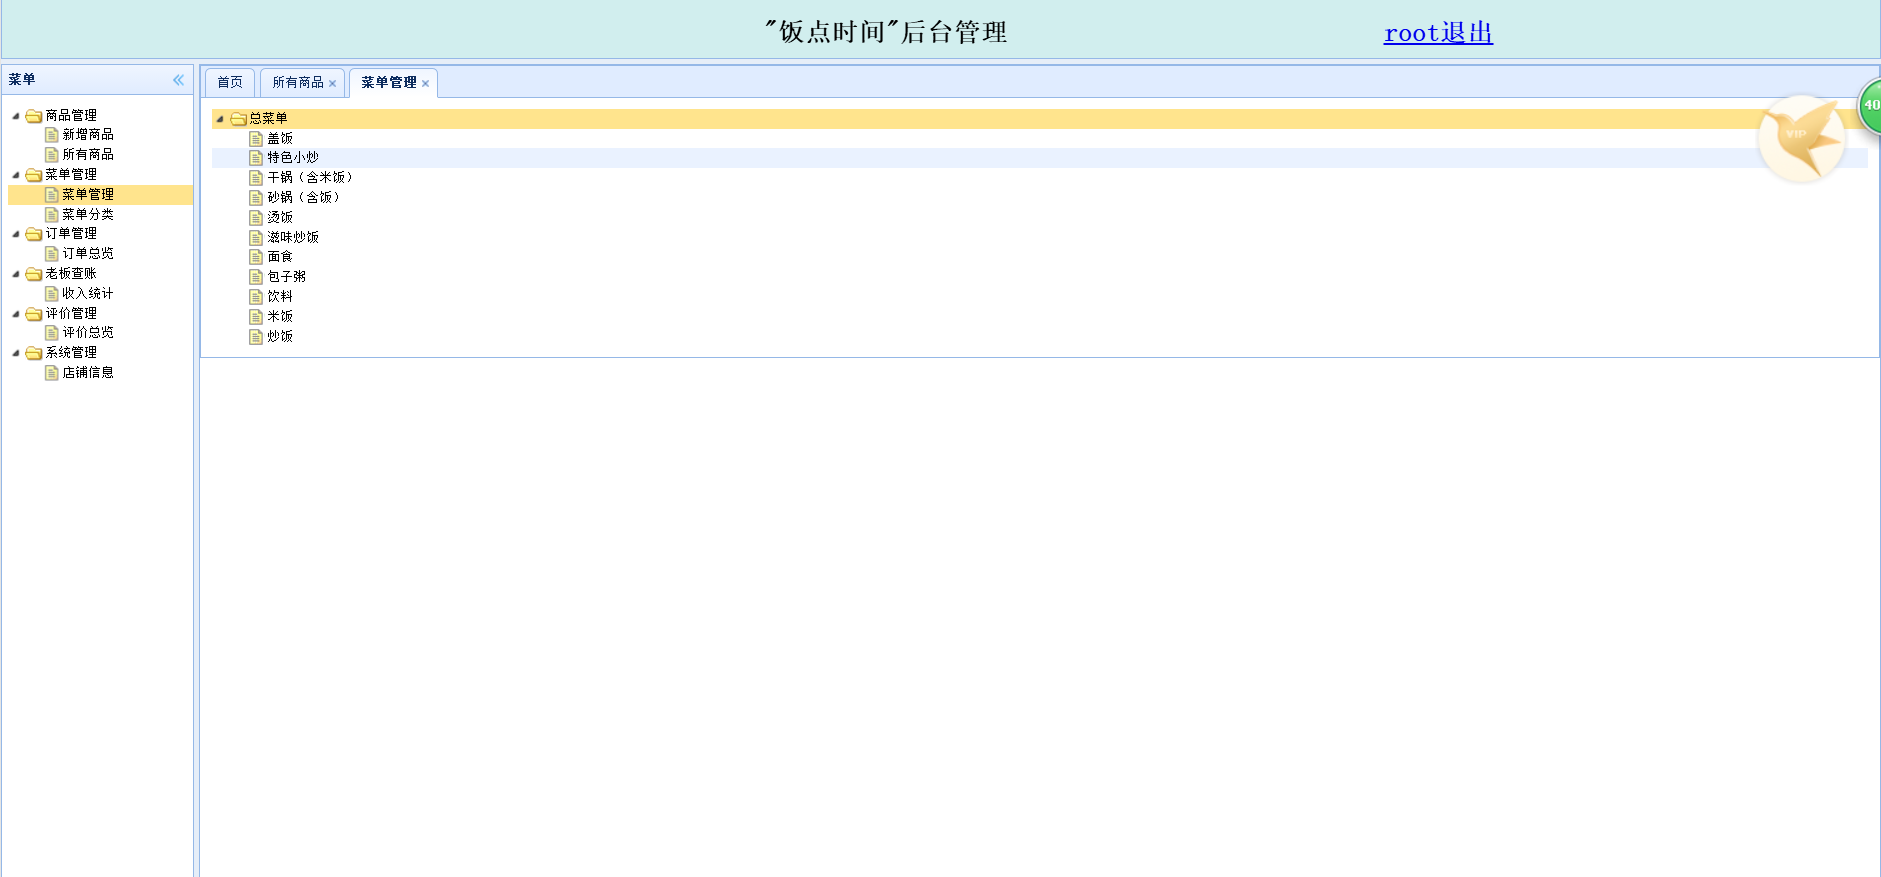 "饭点时间"后台管理 root退出
菜单
商品管理
新增商品
所有商品
菜单管理
菜单管理
菜单分类
订单管理
订单总览
老板查账
收入统计
评价管理
评价总览
系统管理
店铺信息
首页 所有商品 菜单管理
总菜单
盖饭
特色小炒
干锅（含米饭）
砂锅（含饭）
烫饭
滋味炒饭
面食
包子粥
饮料
米饭
炒饭
VIP
40